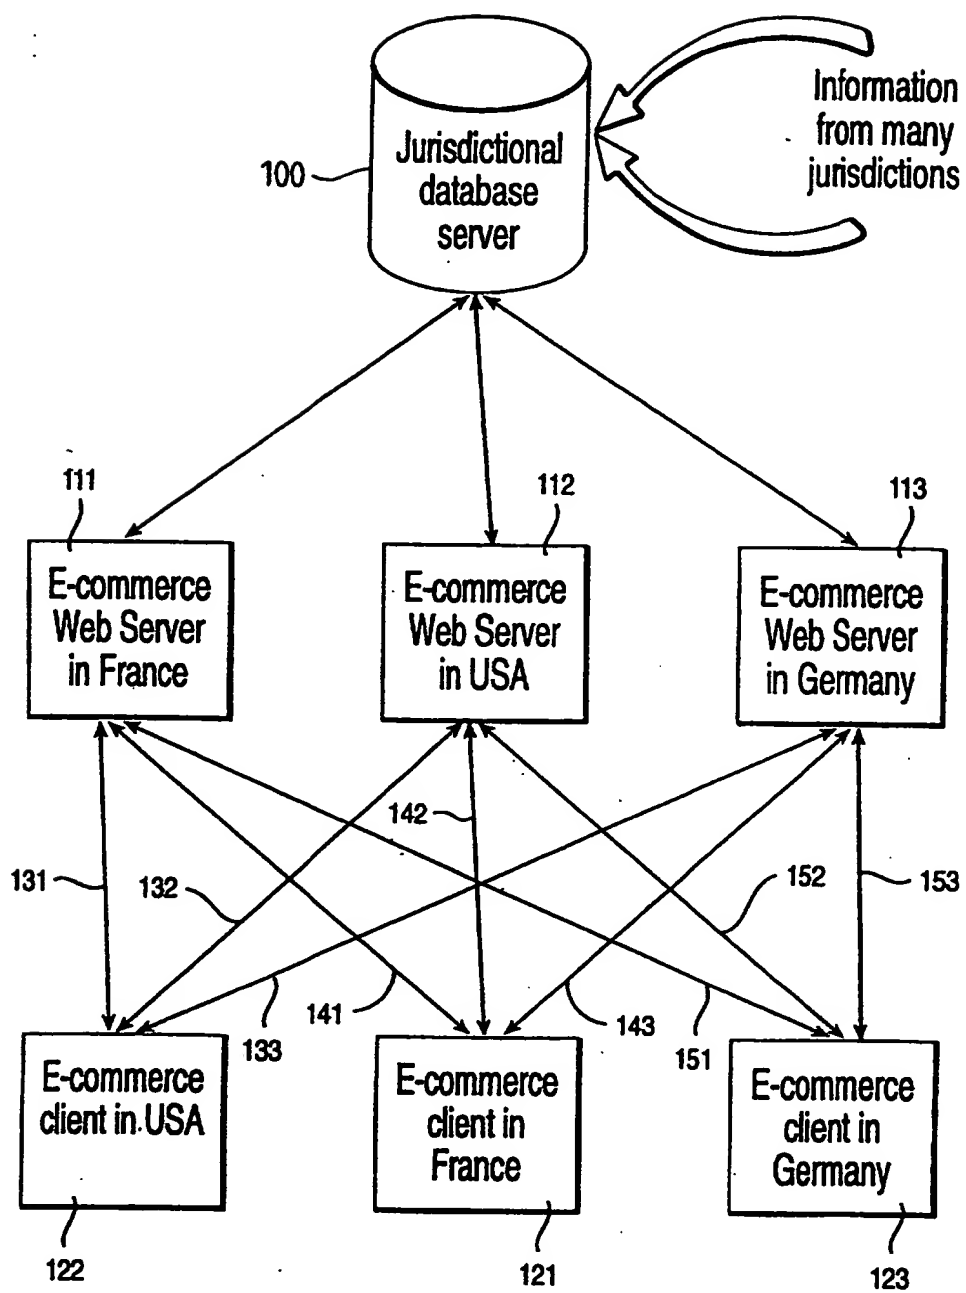 Jurisdictional
database
server
100
Information
from many
jurisdictions
111
112
113
E-commerce
Web Server
in France
E-commerce
Web Server
in USA
E-commerce
Web Server
in Germany
142
131
132
152
153
133
141
143
151
E-commerce
client in USA
E-commerce
client in
France
E-commerce
client in
Germany
122
121
123